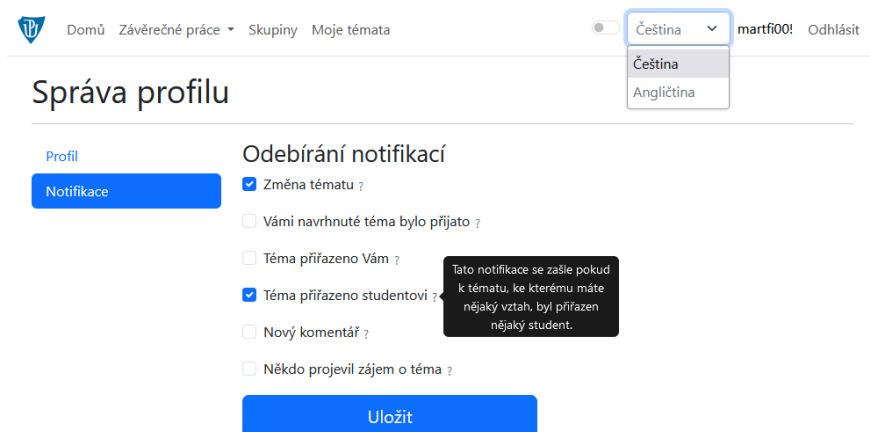 Domů Závěrečné práce Skupiny Moje témata Čeština martfi00! Odhlásit
Čeština
Angličtina
Správa profilu
Profil
Notifikace
Odebírání notifikací
Změna tématu ?
Vámi navrhnuté téma bylo přijato ?
Téma přiřazeno Vám ?
Téma přiřazeno studentovi ?
Tato notifikace se zašle pokud
k tématu, ke kterému máte
nějaký vztah, byl přiřazen
nějaký student.
Nový komentář ?
Někdo projevil zájem o téma ?
Uložit